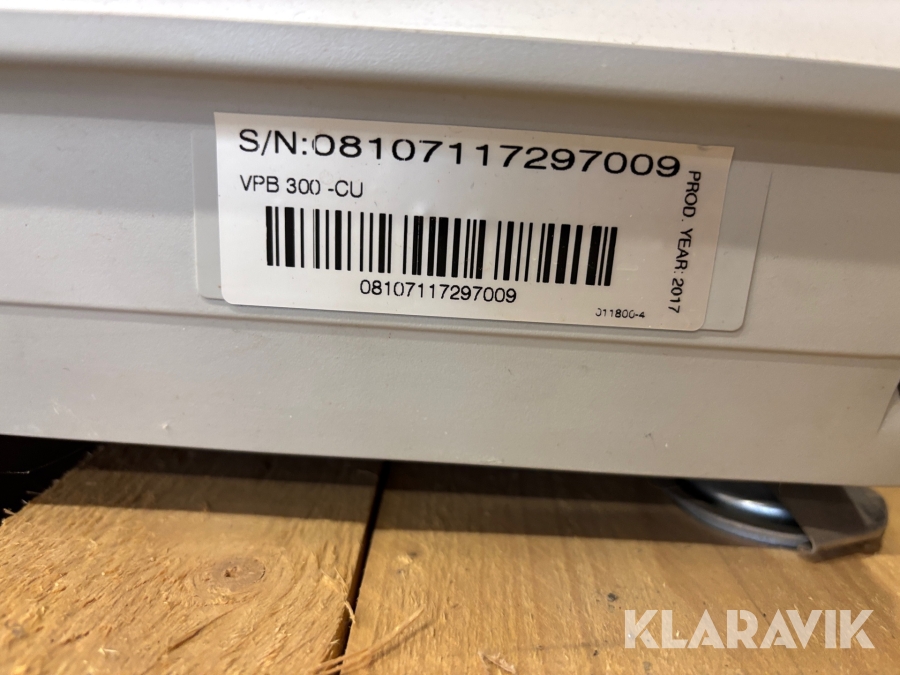 S/N:08107117297009
VPB 300 -CU
08107117297009
011800-4
PROD. YEAR: 2017
KLARAVIK